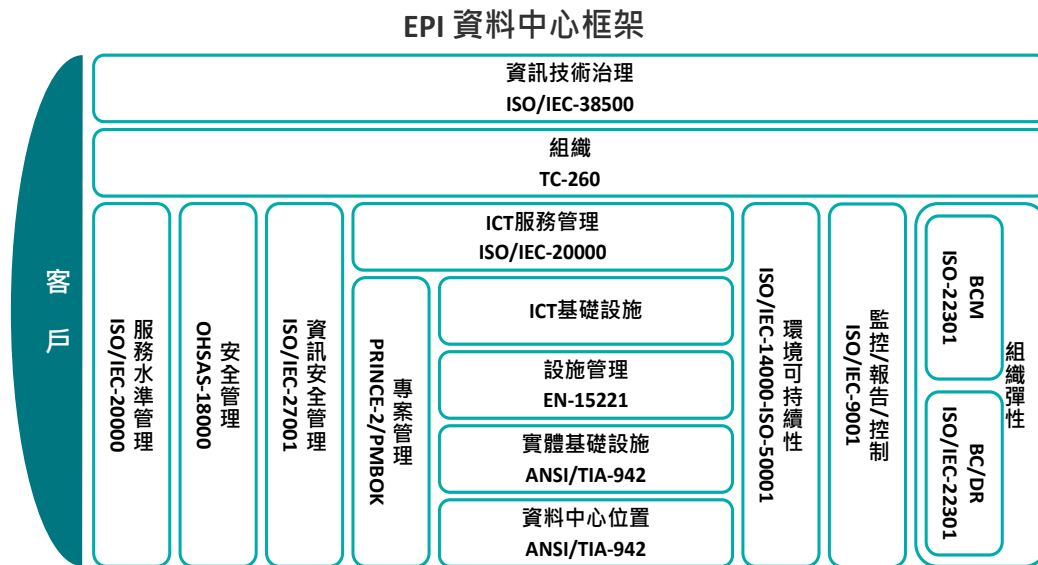 EPI 資料中心框架
資訊技術治理
ISO/IEC-38500
組織
TC-260
客
戶
服務水準管理
ISO/IEC-20000
安全管理
OHSAS-18000
資訊安全管理
ISO/IEC-27001
ICT服務管理
ISO/IEC-20000
專案管理
PRINCE-2/PMBOK
ICT基礎設施
設施管理
EN-15221
實體基礎設施
ANSI/TIA-942
資料中心位置
ANSI/TIA-942
環境可持續性
ISO/IEC-14000-ISO-50001
監控/報告/控制
ISO/IEC-9001
組織彈性
BCM
ISO-22301
BC/DR
ISO/IEC-22301